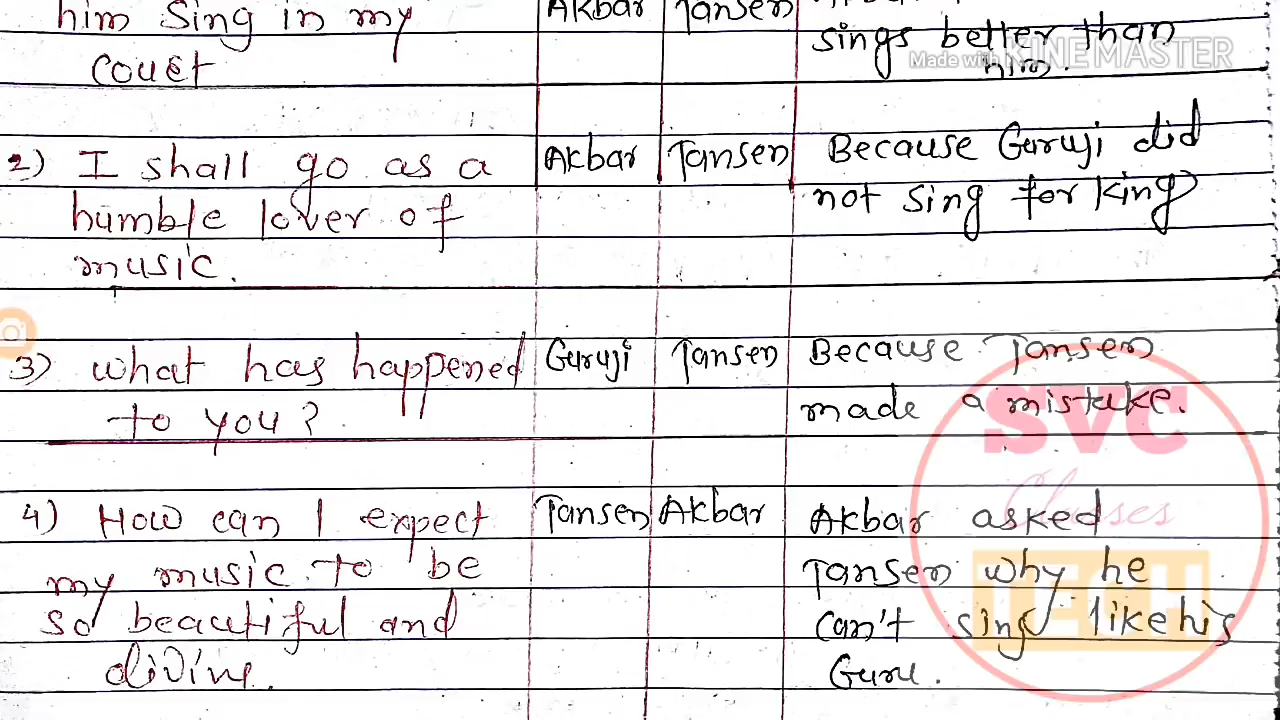 him sing in my
Akbar
Tansen
couet
sings better than
him.
Made with KINEMASTER
2) I shall go as a
humble lover of
music.
Akbar
Tansen
Because Guruji did
not sing for king
3) what has happened
to you?
Guruji
Tansen
Because Tansen
made a mistake.
4) How can I expect
my music to be
so beautiful and
divine.
Tansen
Akbar
Akbar asked
Tansen why he
can't sing like his
Guru.
SVC
Classes
TECH